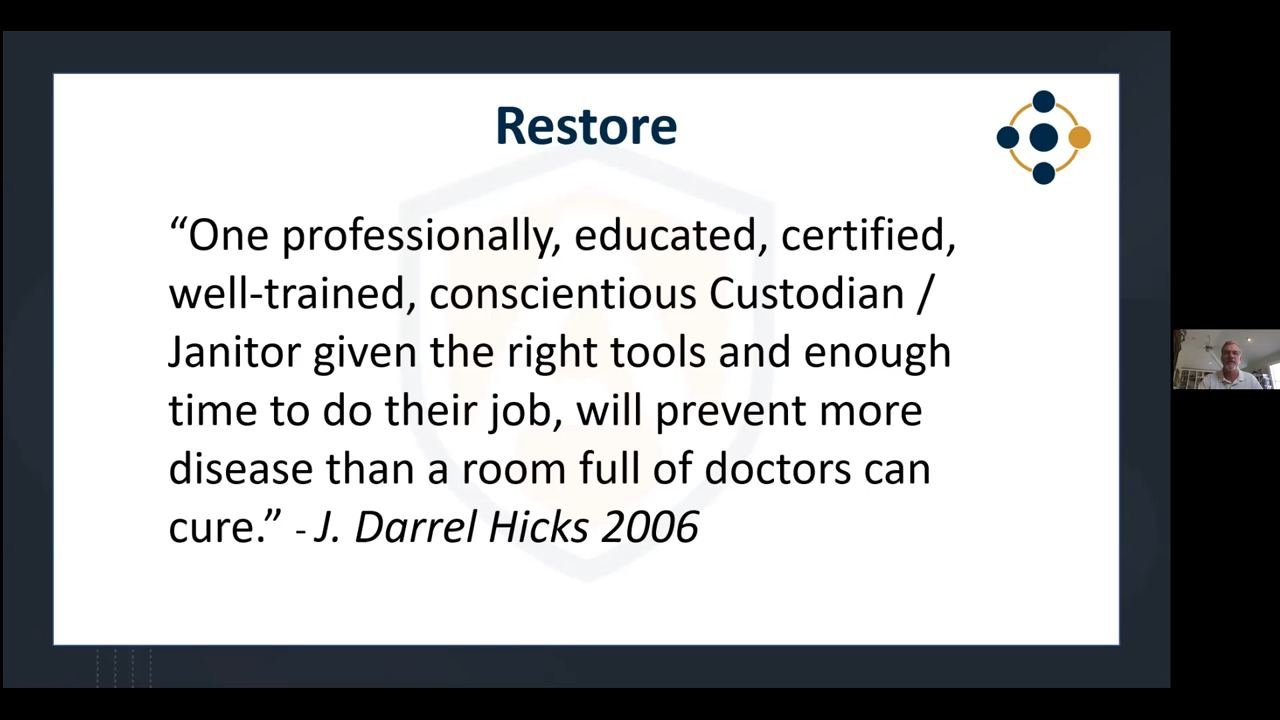 Restore
“One professionally, educated, certified,
well-trained, conscientious Custodian /
Janitor given the right tools and enough
time to do their job, will prevent more
disease than a room full of doctors can
cure.” - J. Darrel Hicks 2006